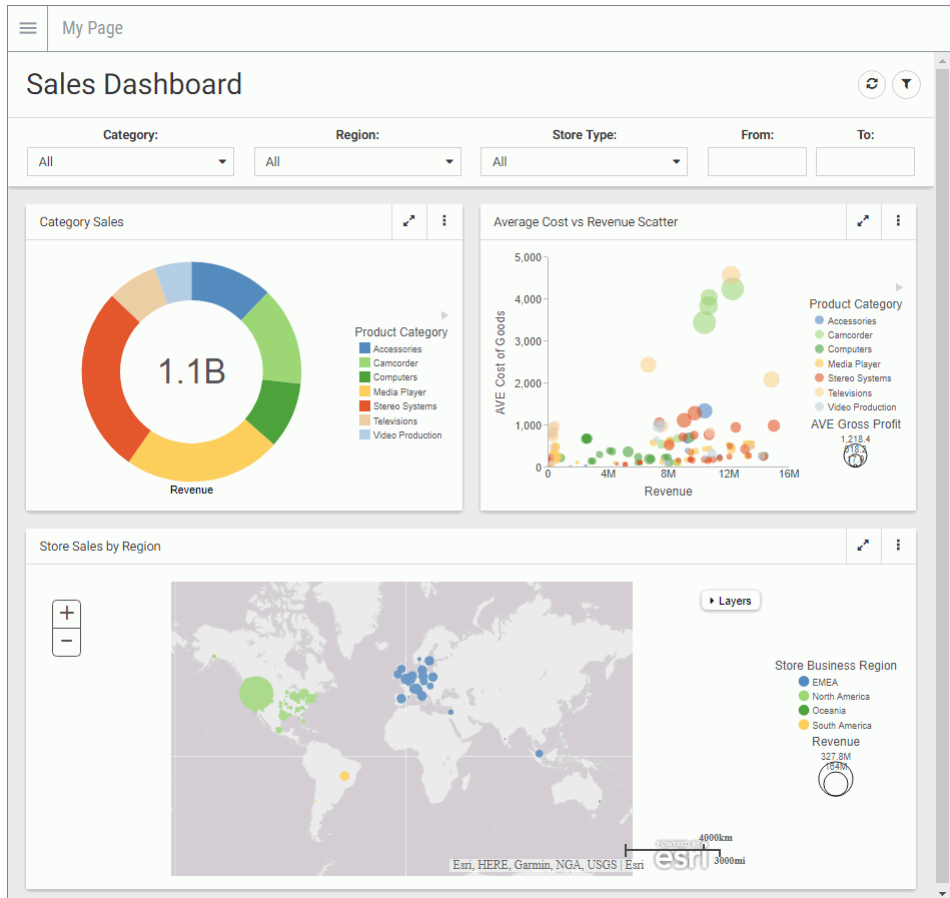 My Page
Sales Dashboard
Category:
Region:
Store Type:
From:
To:
All
All
All
Category Sales
1.1B
Revenue
Product Category
Accessories
Camcorder
Computers
Media Player
Stereo Systems
Televisions
Video Production
Average Cost vs Revenue Scatter
5,000
4,000
3,000
2,000
1,000
0
AVE Cost of Goods
0
4M
8M
12M
16M
Revenue
Product Category
Accessories
Camcorder
Computers
Media Player
Stereo Systems
Televisions
Video Production
AVE Gross Profit
1,218.4
Store Sales by Region
+
−
Layers
Store Business Region
EMEA
North America
Oceania
South America
Revenue
327.8M
164M
4000km
3000mi
POWERED BY
esri
Esri, HERE, Garmin, NGA, USGS | Esri